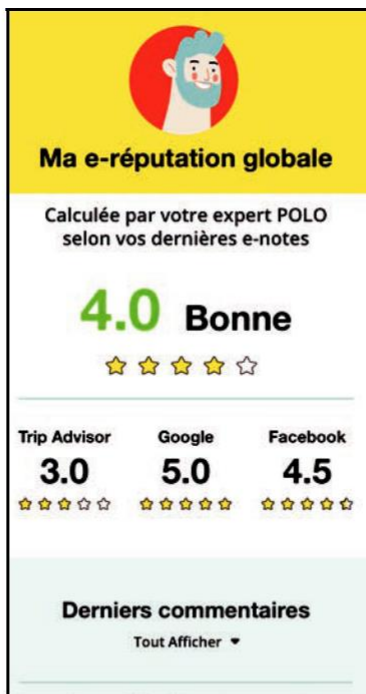 Ma e-réputation globale
Calculée par votre expert POLO
selon vos dernières e-notes
4.0 Bonne
Trip Advisor Google Facebook
3.0 5.0 4.5
Derniers commentaires
Tout Afficher